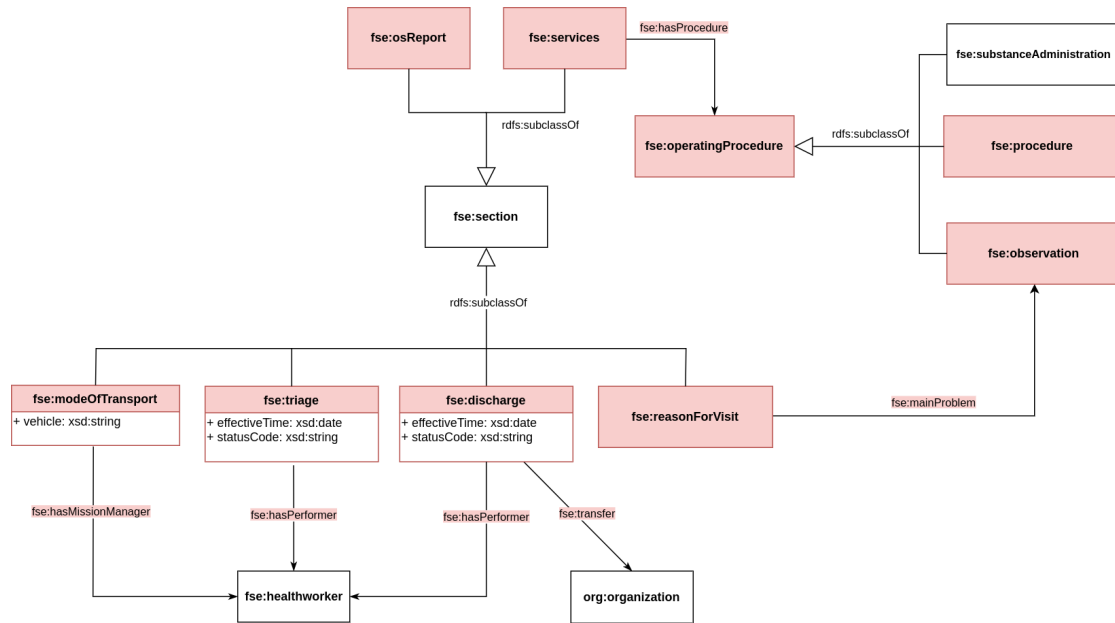 fse:osReport
fse:services
fse:hasProcedure
fse:substanceAdministration
rdfs:subclassOf
fse:operatingProcedure
rdfs:subclassOf
fse:procedure
fse:section
fse:observation
rdfs:subclassOf
fse:modeOfTransport
+ vehicle: xsd:string
fse:triage
+ effectiveTime: xsd:date
+ statusCode: xsd:string
fse:discharge
+ effectiveTime: xsd:date
+ statusCode: xsd:string
fse:reasonForVisit
fse:mainProblem
fse:hasMissionManager
fse:hasPerformer
fse:hasPerformer
fse:transfer
fse:healthworker
org:organization